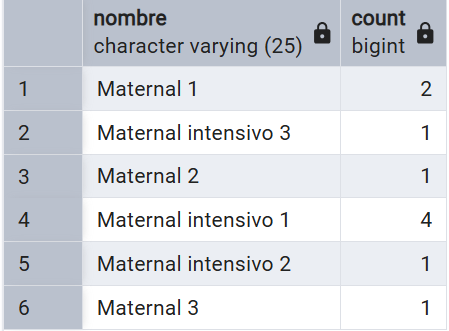 nombre count
character varying (25) bigint
1 Maternal 1 2
2 Maternal intensivo 3 1
3 Maternal 2 1
4 Maternal intensivo 1 4
5 Maternal intensivo 2 1
6 Maternal 3 1